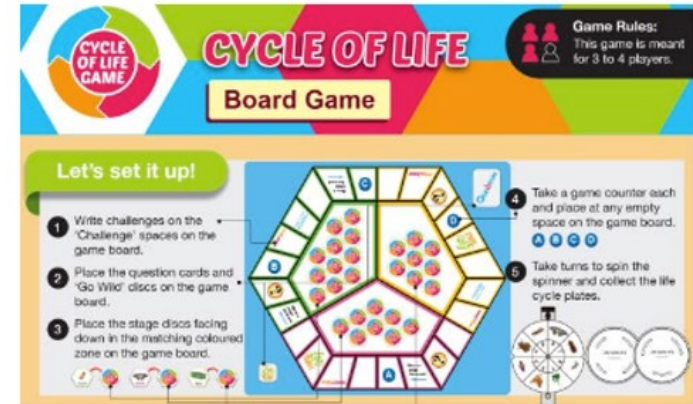 CYCLE
OF LIFE
GAME
CYCLE OF LIFE
Board Game
Game Rules:
This game is meant
for 3 to 4 players.
Let's set it up!
1 Write challenges on the
'Challenge' spaces on the
game board.
2 Place the question cards and
'Go Wild' discs on the game
board.
3 Place the stage discs facing
down in the matching coloured
zone on the game board.
C
D
B
A
4 Take a game counter each
and place at any empty
space on the game board.
A B C D
5 Take turns to spin the
spinner and collect the life
cycle plates.